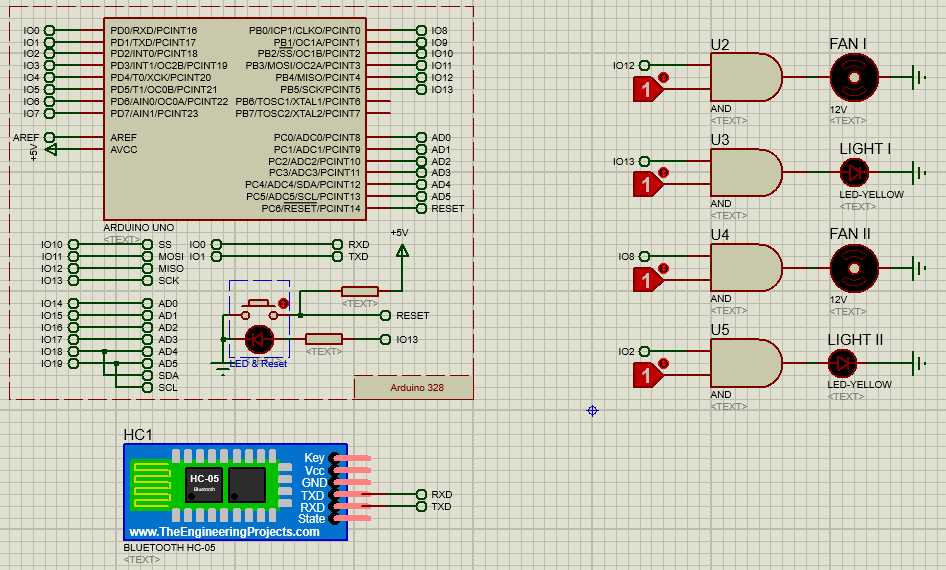 IO0 PD0/RXD/PCINT16 PB0/ICP1/CLKO/PCINT0 IO8
IO1 PD1/TXD/PCINT17 PB1/OC1A/PCINT1 IO9
IO2 PD2/INT0/PCINT18 PB2/SS/OC1B/PCINT2 IO10
IO3 PD3/INT1/OC2B/PCINT19 PB3/MOSI/OC2A/PCINT3 IO11
IO4 PD4/T0/XCK/PCINT20 PB4/MISO/PCINT4 IO12
IO5 PD5/T1/OC0B/PCINT21 PB5/SCK/PCINT5 IO13
IO6 PD6/AIN0/OC0A/PCINT22 PB6/TOSC1/XTAL1/PCINT6
IO7 PD7/AIN1/PCINT23 PB7/TOSC2/XTAL2/PCINT7
AREF AREF PC0/ADC0/PCINT8 AD0
+5V AVCC PC1/ADC1/PCINT9 AD1
PC2/ADC2/PCINT10 AD2
PC3/ADC3/PCINT11 AD3
PC4/ADC4/SDA/PCINT12 AD4
PC5/ADC5/SCL/PCINT13 AD5
PC6/RESET/PCINT14 RESET
ARDUINO UNO
<TEXT>
IO10 SS IO0 RXD
IO11 MOSI IO1 TXD
IO12 MISO
IO13 SCK
+5V
IO14 AD0
IO15 AD1
IO16 AD2
IO17 AD3
IO18 AD4
IO19 AD5
SDA
SCL
<TEXT>
RESET
IO13
<TEXT>
LED & Reset
Arduino 328
U2
FAN I
IO12
1
AND
<TEXT>
12V
<TEXT>
U3
LIGHT I
IO13
1
AND
<TEXT>
LED-YELLOW
<TEXT>
U4
FAN II
IO8
1
AND
<TEXT>
12V
<TEXT>
U5
LIGHT II
IO2
1
AND
<TEXT>
LED-YELLOW
<TEXT>
HC1
HC-05
Bluetooth
Key
Vcc
GND
TXD RXD
RXD TXD
State
www.TheEngineeringProjects.com
BLUETOOTH HC-05
<TEXT>